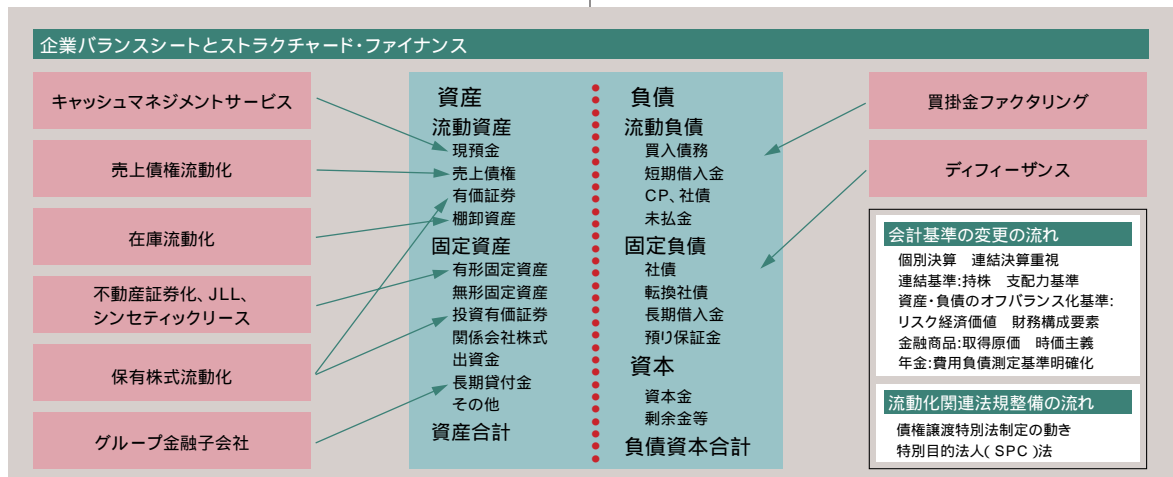 企業バランスシートとストラクチャード・ファイナンス
キャッシュマネジメントサービス
売上債権流動化
在庫流動化
不動産証券化、JLL、
シンセティックリース
保有株式流動化
グループ金融子会社
資産
流動資産
現預金
売上債権
有価証券
棚卸資産
固定資産
有形固定資産
無形固定資産
投資有価証券
関係会社株式
出資金
長期貸付金
その他
資産合計
負債
流動負債
買入債務
短期借入金
CP、社債
未払金
固定負債
社債
転換社債
長期借入金
預り保証金
資本
資本金
剰余金等
負債資本合計
買掛金ファクタリング
ディフィーザンス
会計基準の変更の流れ
個別決算 連結決算重視
連結基準:持株 支配力基準
資産・負債のオフバランス化基準:
リスク経済価値 財務構成要素
金融商品:取得原価 時価主義
年金:費用負債測定基準明確化
流動化関連法規整備の流れ
債権譲渡特別法制定の動き
特別目的法人(SPC)法